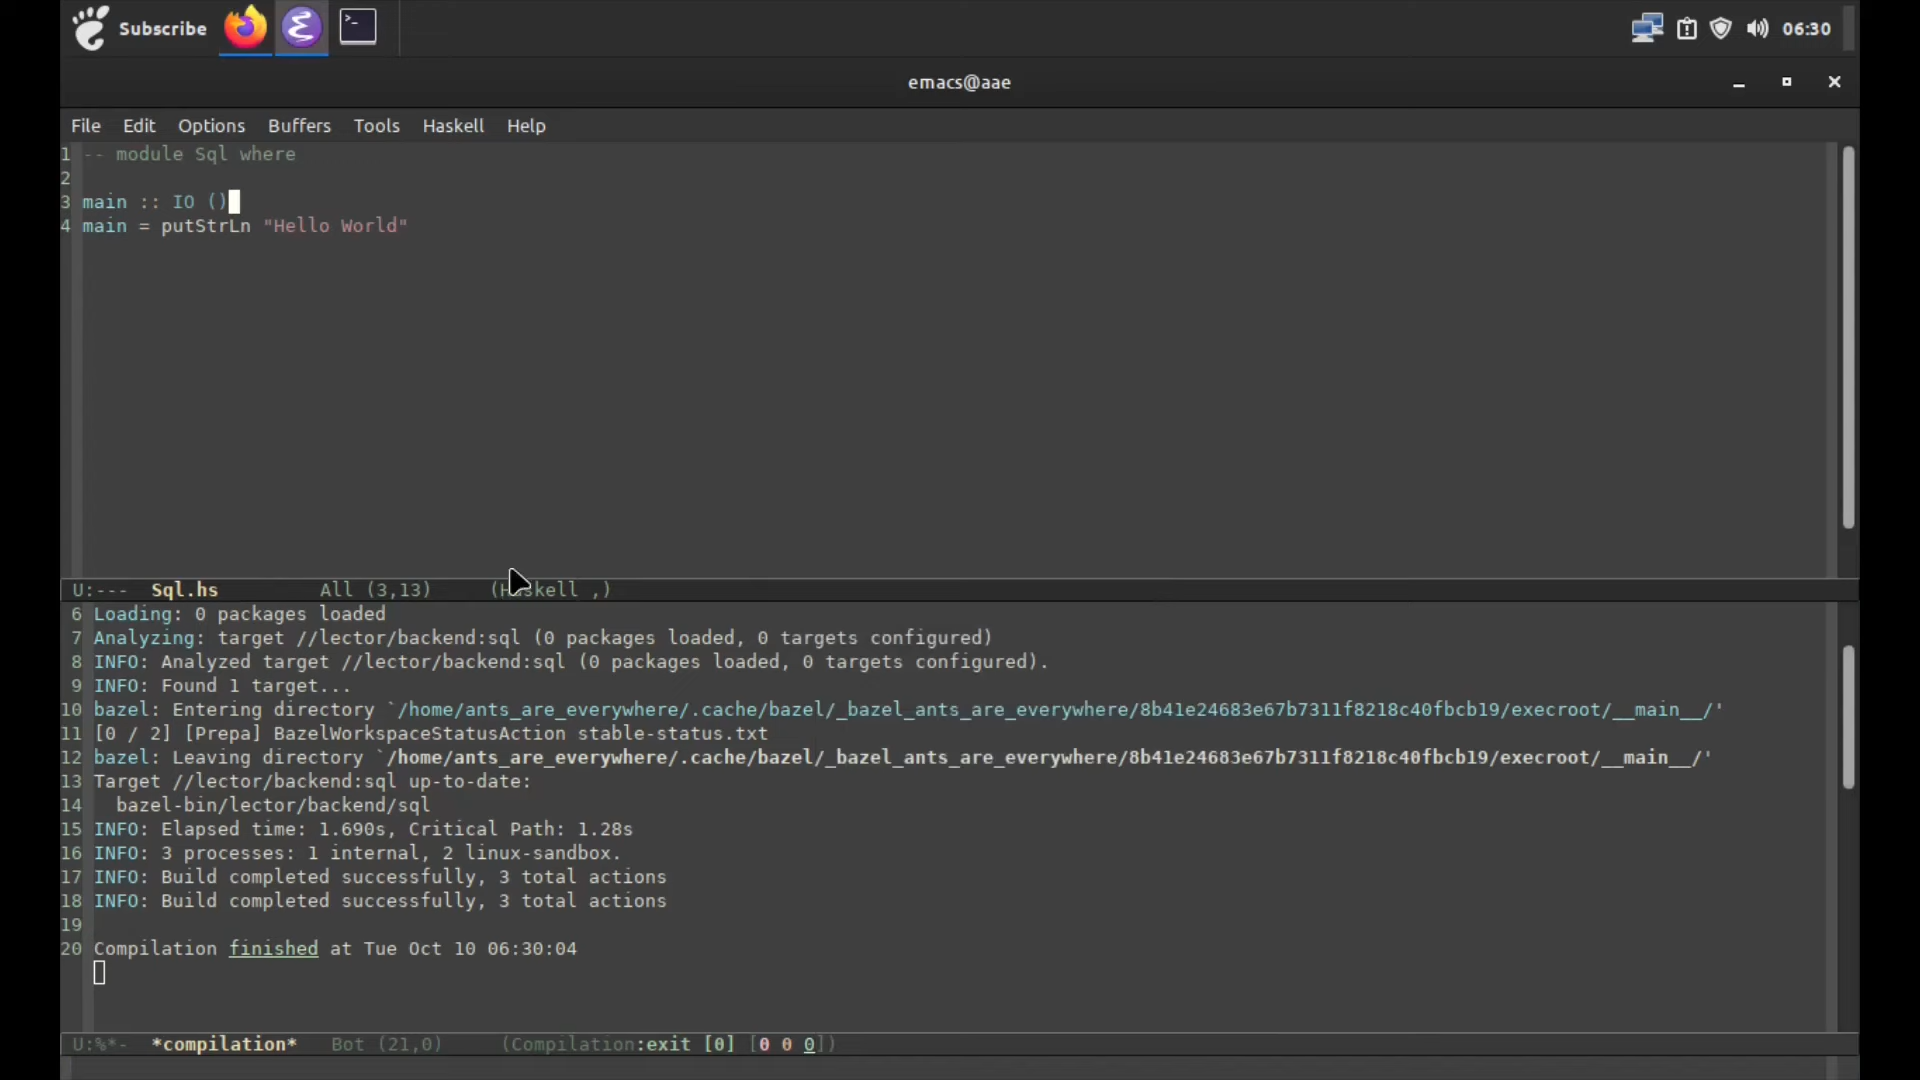 Subscribe 06:30
emacs@aae
File Edit Options Buffers Tools Haskell Help
1 -- module Sql where
2
3 main :: IO ()
4 main = putStrLn "Hello World"
U:--- Sql.hs All (3,13) (Haskell ,)
6 Loading: 0 packages loaded
7 Analyzing: target //lector/backend:sql (0 packages loaded, 0 targets configured)
8 INFO: Analyzed target //lector/backend:sql (0 packages loaded, 0 targets configured).
9 INFO: Found 1 target...
10 bazel: Entering directory `/home/ants_are_everywhere/.cache/bazel/_bazel_ants_are_everywhere/8b41e24683e67b7311f8218c40fbcb19/execroot/__main__/'
11 [0 / 2] [Prepa] BazelWorkspaceStatusAction stable-status.txt
12 bazel: Leaving directory `/home/ants_are_everywhere/.cache/bazel/_bazel_ants_are_everywhere/8b41e24683e67b7311f8218c40fbcb19/execroot/__main__/'
13 Target //lector/backend:sql up-to-date:
14   bazel-bin/lector/backend/sql
15 INFO: Elapsed time: 1.690s, Critical Path: 1.28s
16 INFO: 3 processes: 1 internal, 2 linux-sandbox.
17 INFO: Build completed successfully, 3 total actions
18 INFO: Build completed successfully, 3 total actions
19
20 Compilation finished at Tue Oct 10 06:30:04
U:%*- *compilation* Bot (21,0) (Compilation:exit [0] [0 0 0])